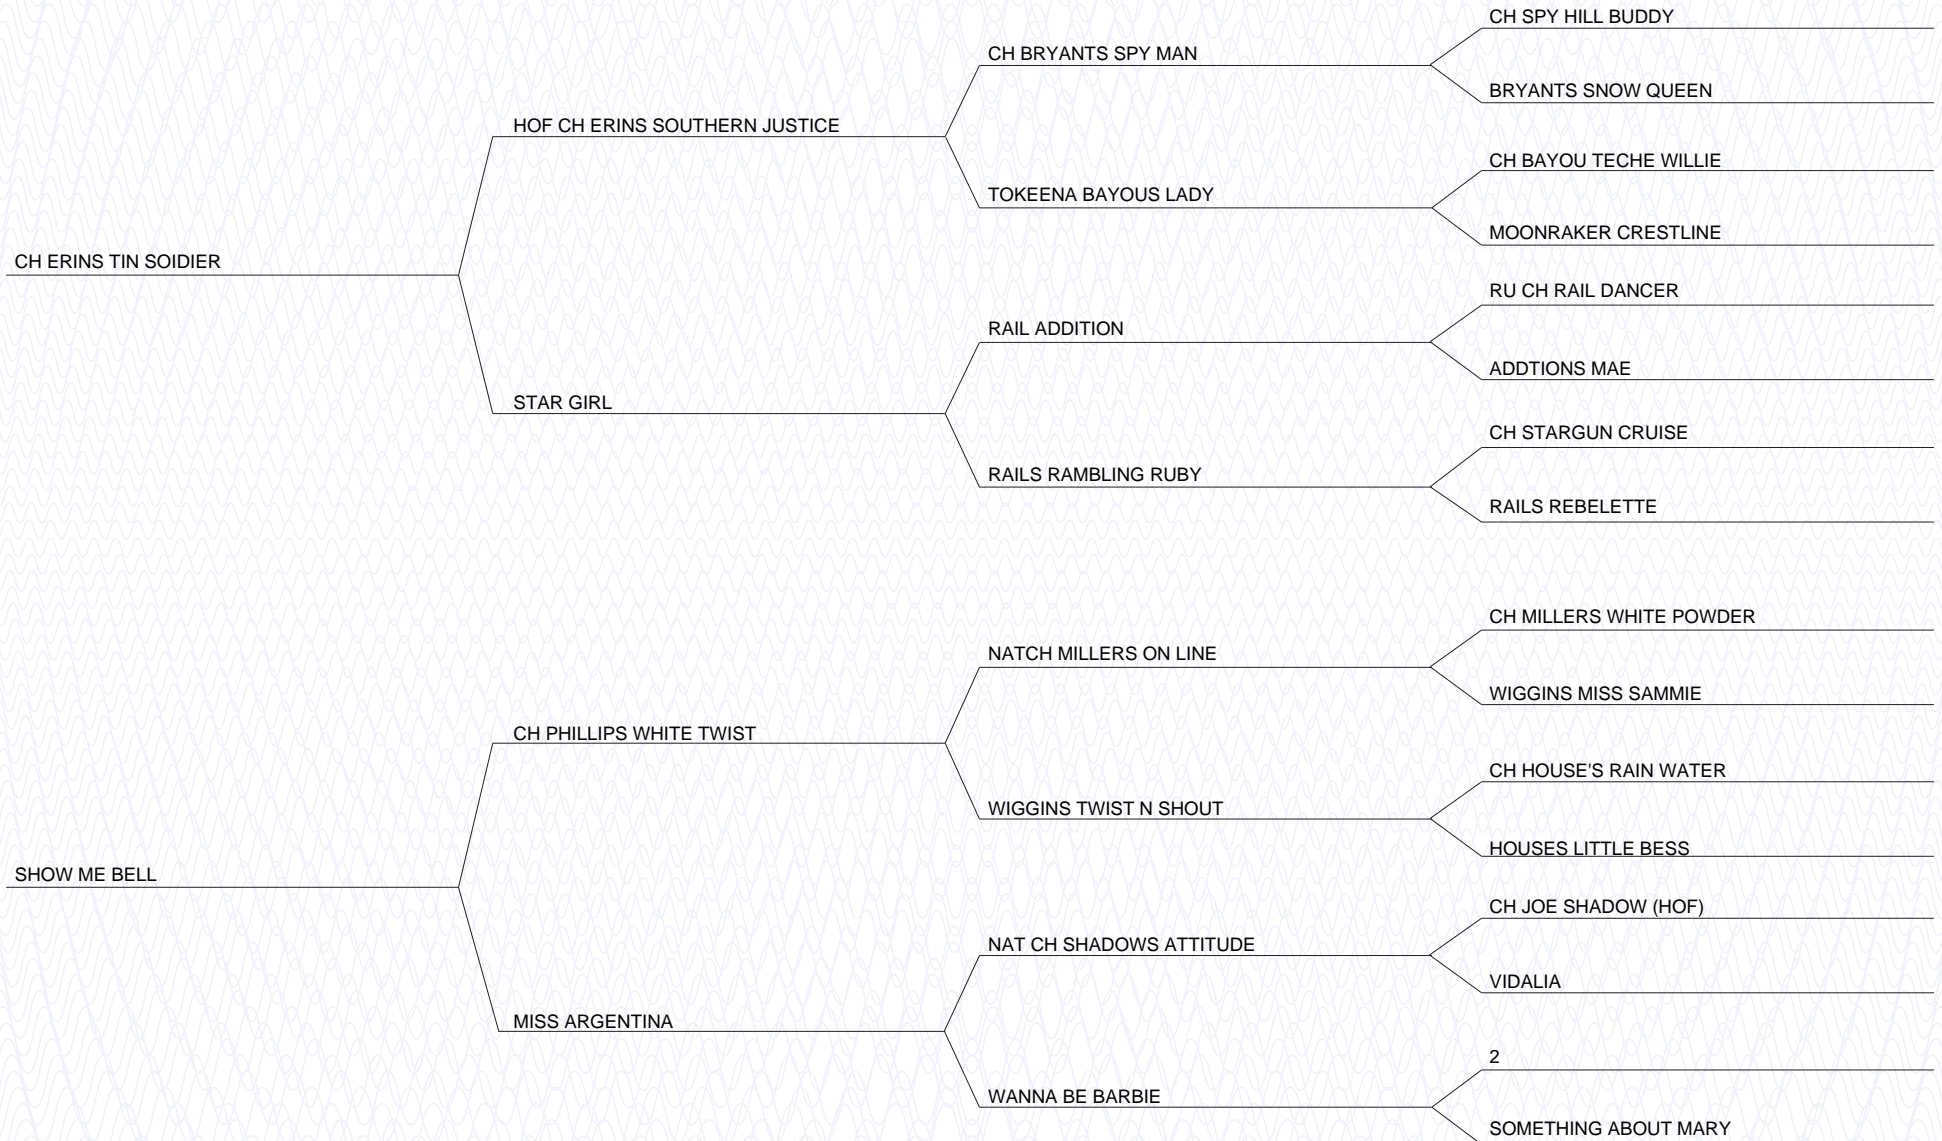 CH SPY HILL BUDDY
CH BRYANTS SPY MAN
BRYANTS SNOW QUEEN
HOF CH ERINS SOUTHERN JUSTICE
CH BAYOU TECHE WILLIE
TOKEENA BAYOUS LADY
MOONRAKER CRESTLINE
CH ERINS TIN SOIDIER
RU CH RAIL DANCER
RAIL ADDITION
ADDTIONS MAE
STAR GIRL
CH STARGUN CRUISE
RAILS RAMBLING RUBY
RAILS REBELETTE
CH MILLERS WHITE POWDER
NATCH MILLERS ON LINE
WIGGINS MISS SAMMIE
CH PHILLIPS WHITE TWIST
CH HOUSE'S RAIN WATER
WIGGINS TWIST N SHOUT
HOUSES LITTLE BESS
SHOW ME BELL
CH JOE SHADOW (HOF)
NAT CH SHADOWS ATTITUDE
VIDALIA
MISS ARGENTINA
2
WANNA BE BARBIE
SOMETHING ABOUT MARY